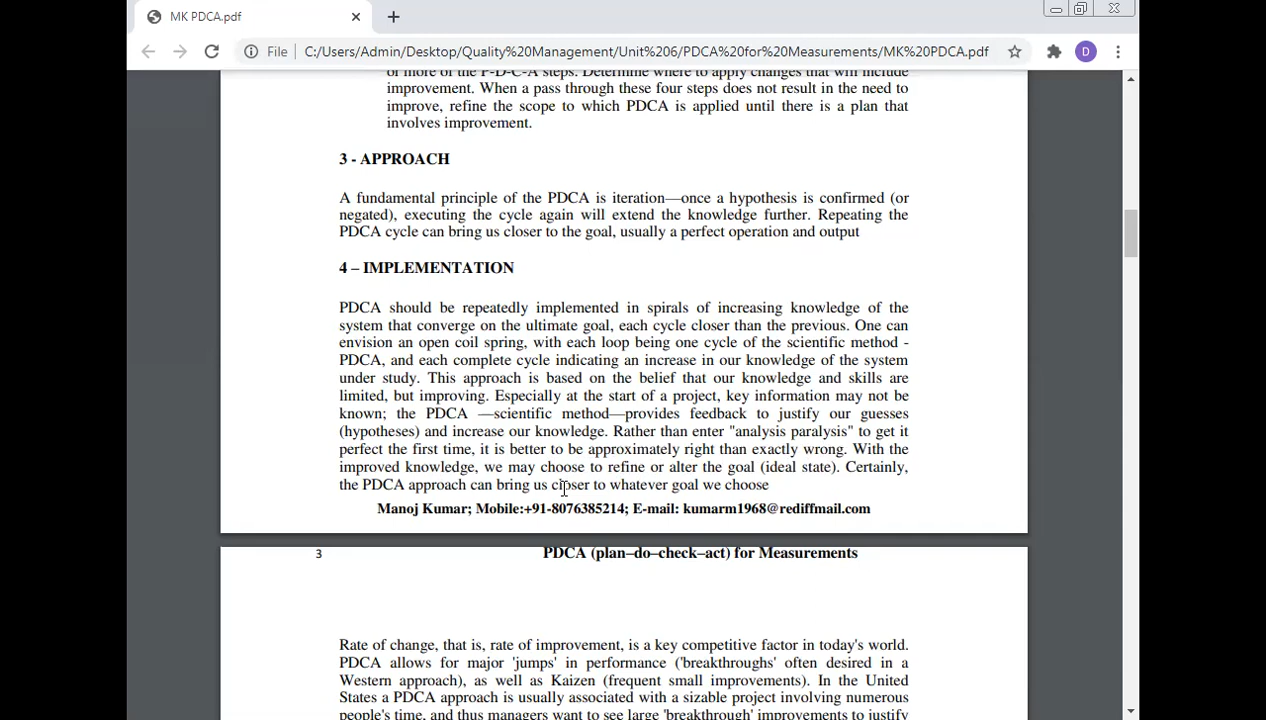 MK PDCA.pdf
File C:/Users/Admin/Desktop/Quality%20Management/Unit%206/PDCA%20for%20Measurements/MK%20PDCA.pdf
D
or more of the P-D-C-A steps. Determine where to apply changes that will include
improvement. When a pass through these four steps does not result in the need to
improve, refine the scope to which PDCA is applied until there is a plan that
involves improvement.
3 - APPROACH
A fundamental principle of the PDCA is iteration—once a hypothesis is confirmed (or
negated), executing the cycle again will extend the knowledge further. Repeating the
PDCA cycle can bring us closer to the goal, usually a perfect operation and output
4 – IMPLEMENTATION
PDCA should be repeatedly implemented in spirals of increasing knowledge of the
system that converge on the ultimate goal, each cycle closer than the previous. One can
envision an open coil spring, with each loop being one cycle of the scientific method -
PDCA, and each complete cycle indicating an increase in our knowledge of the system
under study. This approach is based on the belief that our knowledge and skills are
limited, but improving. Especially at the start of a project, key information may not be
known; the PDCA —scientific method—provides feedback to justify our guesses
(hypotheses) and increase our knowledge. Rather than enter "analysis paralysis" to get it
perfect the first time, it is better to be approximately right than exactly wrong. With the
improved knowledge, we may choose to refine or alter the goal (ideal state). Certainly,
the PDCA approach can bring us closer to whatever goal we choose
Manoj Kumar; Mobile:+91-8076385214; E-mail: kumarm1968@rediffmail.com
3 PDCA (plan–do–check–act) for Measurements
Rate of change, that is, rate of improvement, is a key competitive factor in today's world.
PDCA allows for major 'jumps' in performance ('breakthroughs' often desired in a
Western approach), as well as Kaizen (frequent small improvements). In the United
States a PDCA approach is usually associated with a sizable project involving numerous
people's time, and thus managers want to see large 'breakthrough' improvements to justify